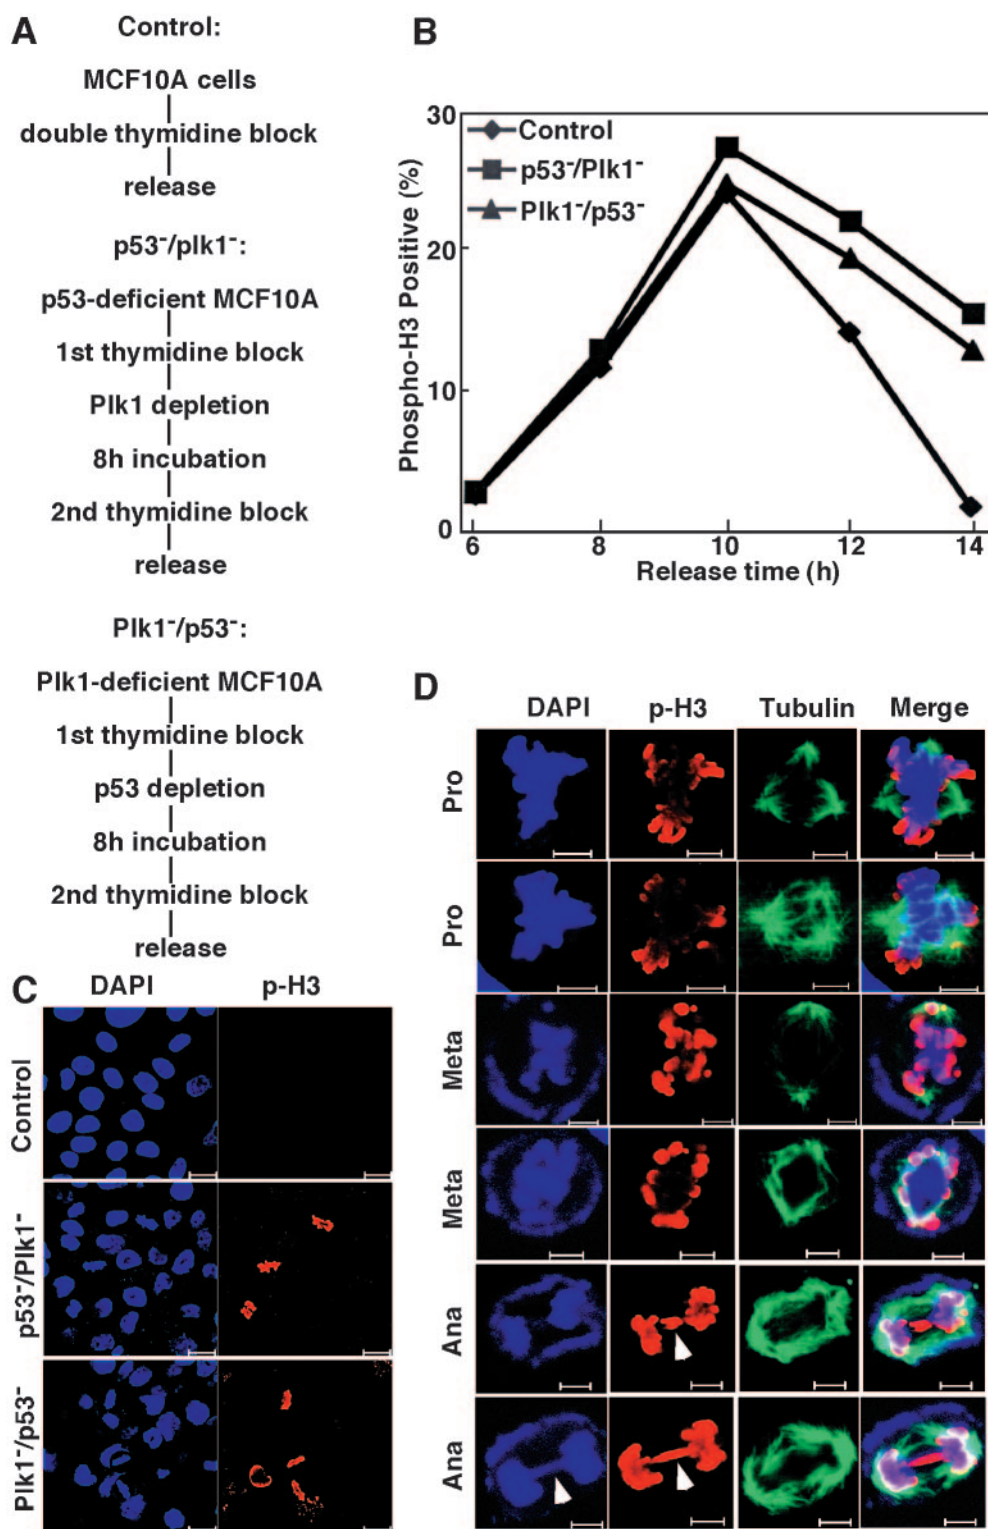 A
Control:
MCF10A cells
double thymidine block
release
p53⁻/plk1⁻:
p53-deficient MCF10A
1st thymidine block
Plk1 depletion
8h incubation
2nd thymidine block
release
Plk1⁻/p53⁻:
Plk1-deficient MCF10A
1st thymidine block
p53 depletion
8h incubation
2nd thymidine block
release
B
Phospho-H3 Positive (%)
30
20
10
0
Control
p53⁻/Plk1⁻
Plk1⁻/p53⁻
6 8 10 12 14
Release time (h)
C
DAPI p-H3
Control
p53⁻/Plk1⁻
Plk1⁻/p53⁻
D
DAPI p-H3 Tubulin Merge
Pro
Pro
Meta
Meta
Ana
Ana